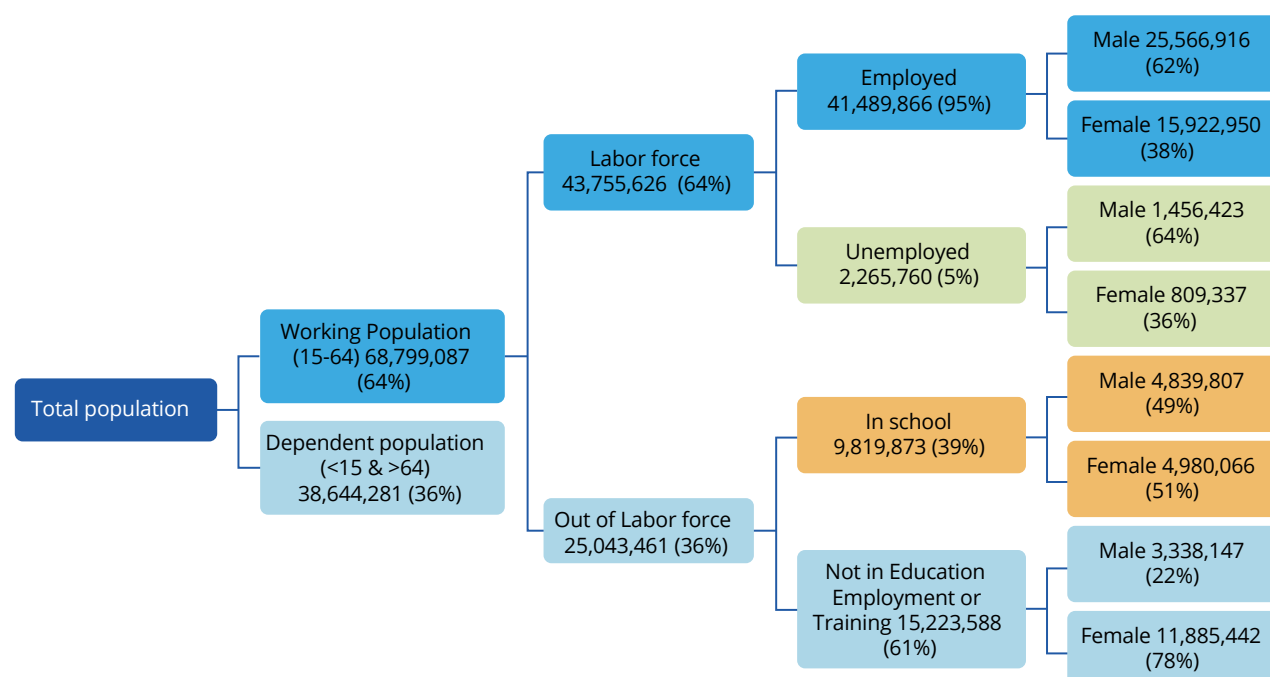 Total population
Working Population
(15-64) 68,799,087
(64%)
Dependent population
(<15 & >64)
38,644,281 (36%)
Labor force
43,755,626 (64%)
Out of Labor force
25,043,461 (36%)
Employed
41,489,866 (95%)
Unemployed
2,265,760 (5%)
In school
9,819,873 (39%)
Not in Education
Employment or
Training 15,223,588
(61%)
Male 25,566,916
(62%)
Female 15,922,950
(38%)
Male 1,456,423
(64%)
Female 809,337
(36%)
Male 4,839,807
(49%)
Female 4,980,066
(51%)
Male 3,338,147
(22%)
Female 11,885,442
(78%)